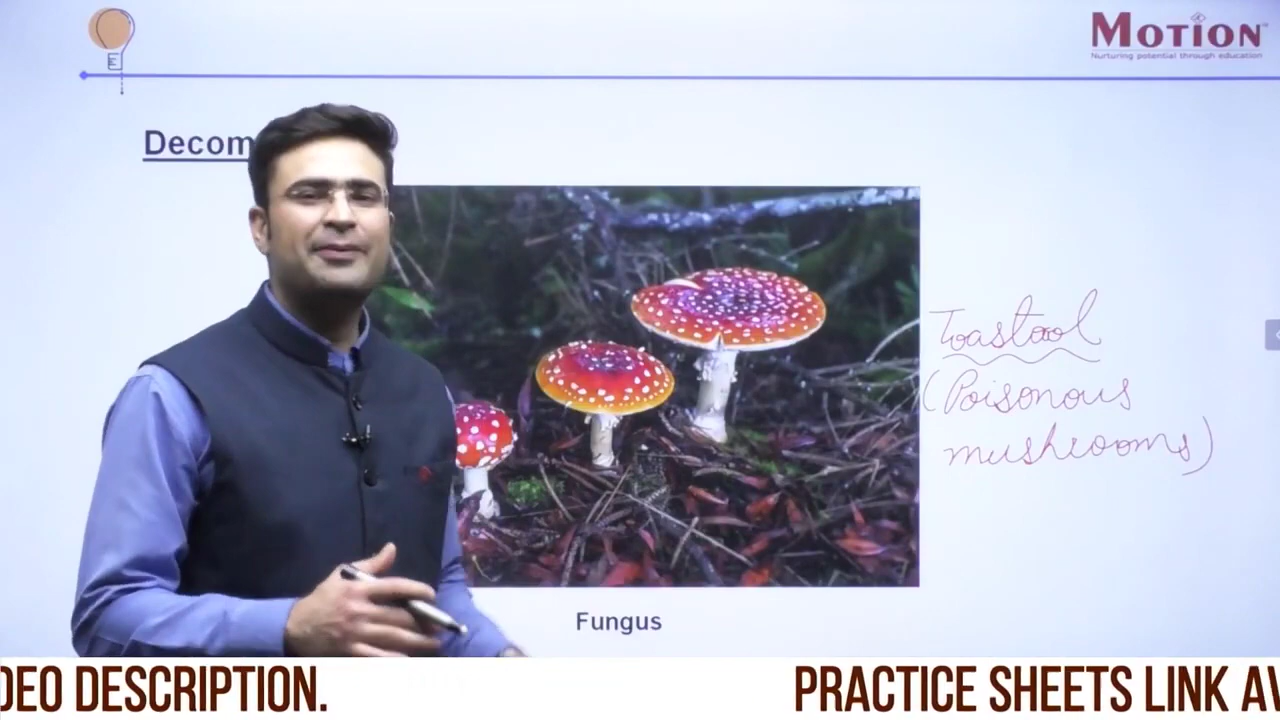 E
MOTION
Nurturing potential through education
Decom
Toastool
(Poisonous
mushrooms)
Fungus
DEO DESCRIPTION.
PRACTICE SHEETS LINK AV